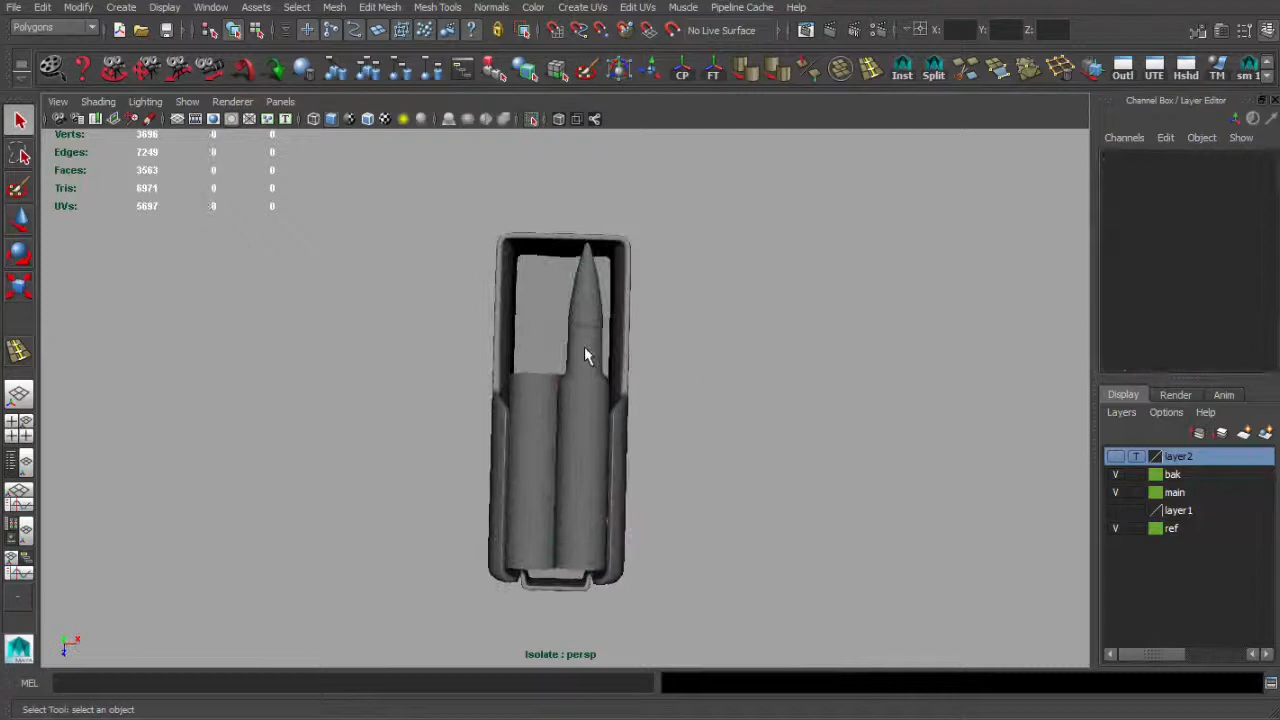 File Edit Modify Create Display Window Assets Select Mesh Edit Mesh Mesh Tools Normals Color Create UVs Edit UVs Muscle Pipeline Cache Help
Polygons
No Live Surface
X:
Y:
Z:
CP
FT
Inst
Split
Outl
UTE
Hshd
TM
sm 1
View Shading Lighting Show Renderer Panels
Channel Box / Layer Editor
Channels Edit Object Show
Verts: 3696 0 0
Edges: 7249 0 0
Faces: 3563 0 0
Tris: 6971 0 0
UVs: 5697 0 0
Display Render Anim
Layers Options Help
T layer2
V bak
V main
layer1
V ref
Isolate : persp
MEL
Select Tool: select an object